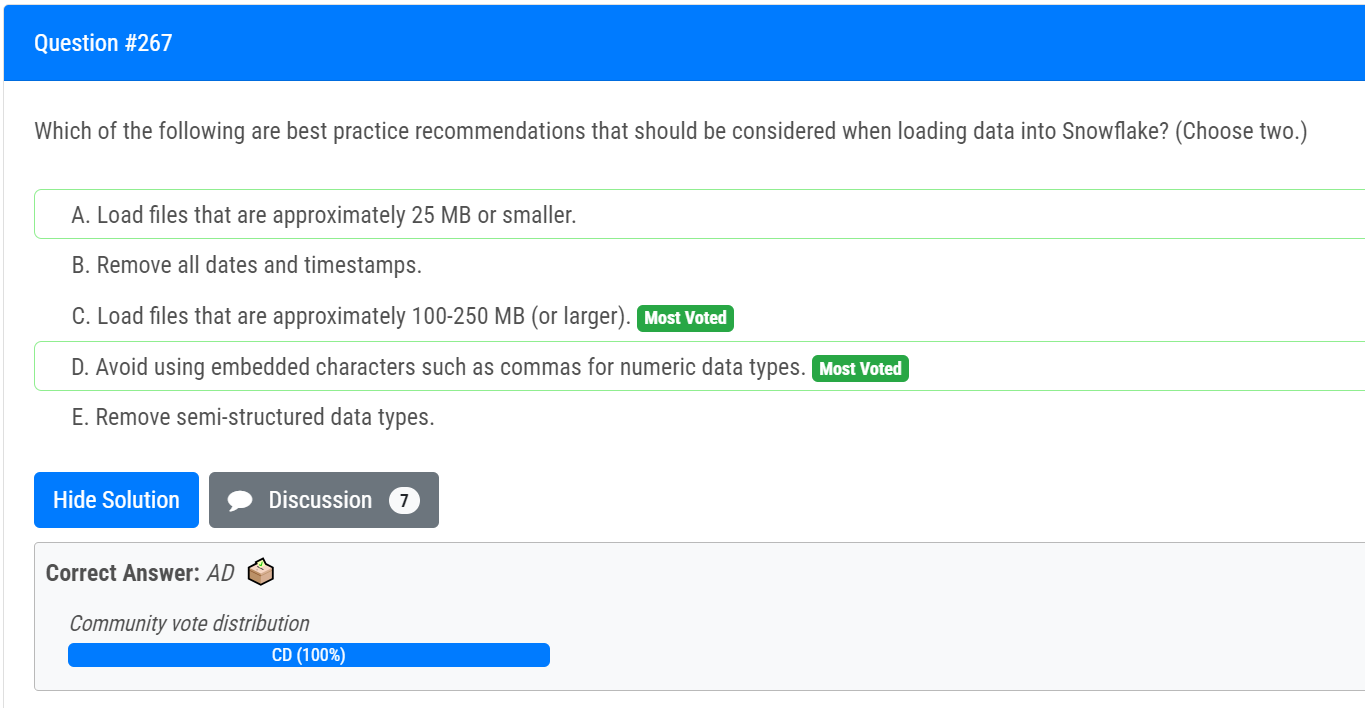 Question #267
Which of the following are best practice recommendations that should be considered when loading data into Snowflake? (Choose two.)
A. Load files that are approximately 25 MB or smaller.
B. Remove all dates and timestamps.
C. Load files that are approximately 100-250 MB (or larger). Most Voted
D. Avoid using embedded characters such as commas for numeric data types. Most Voted
E. Remove semi-structured data types.
Hide Solution Discussion 7
Correct Answer: AD
Community vote distribution
CD (100%)